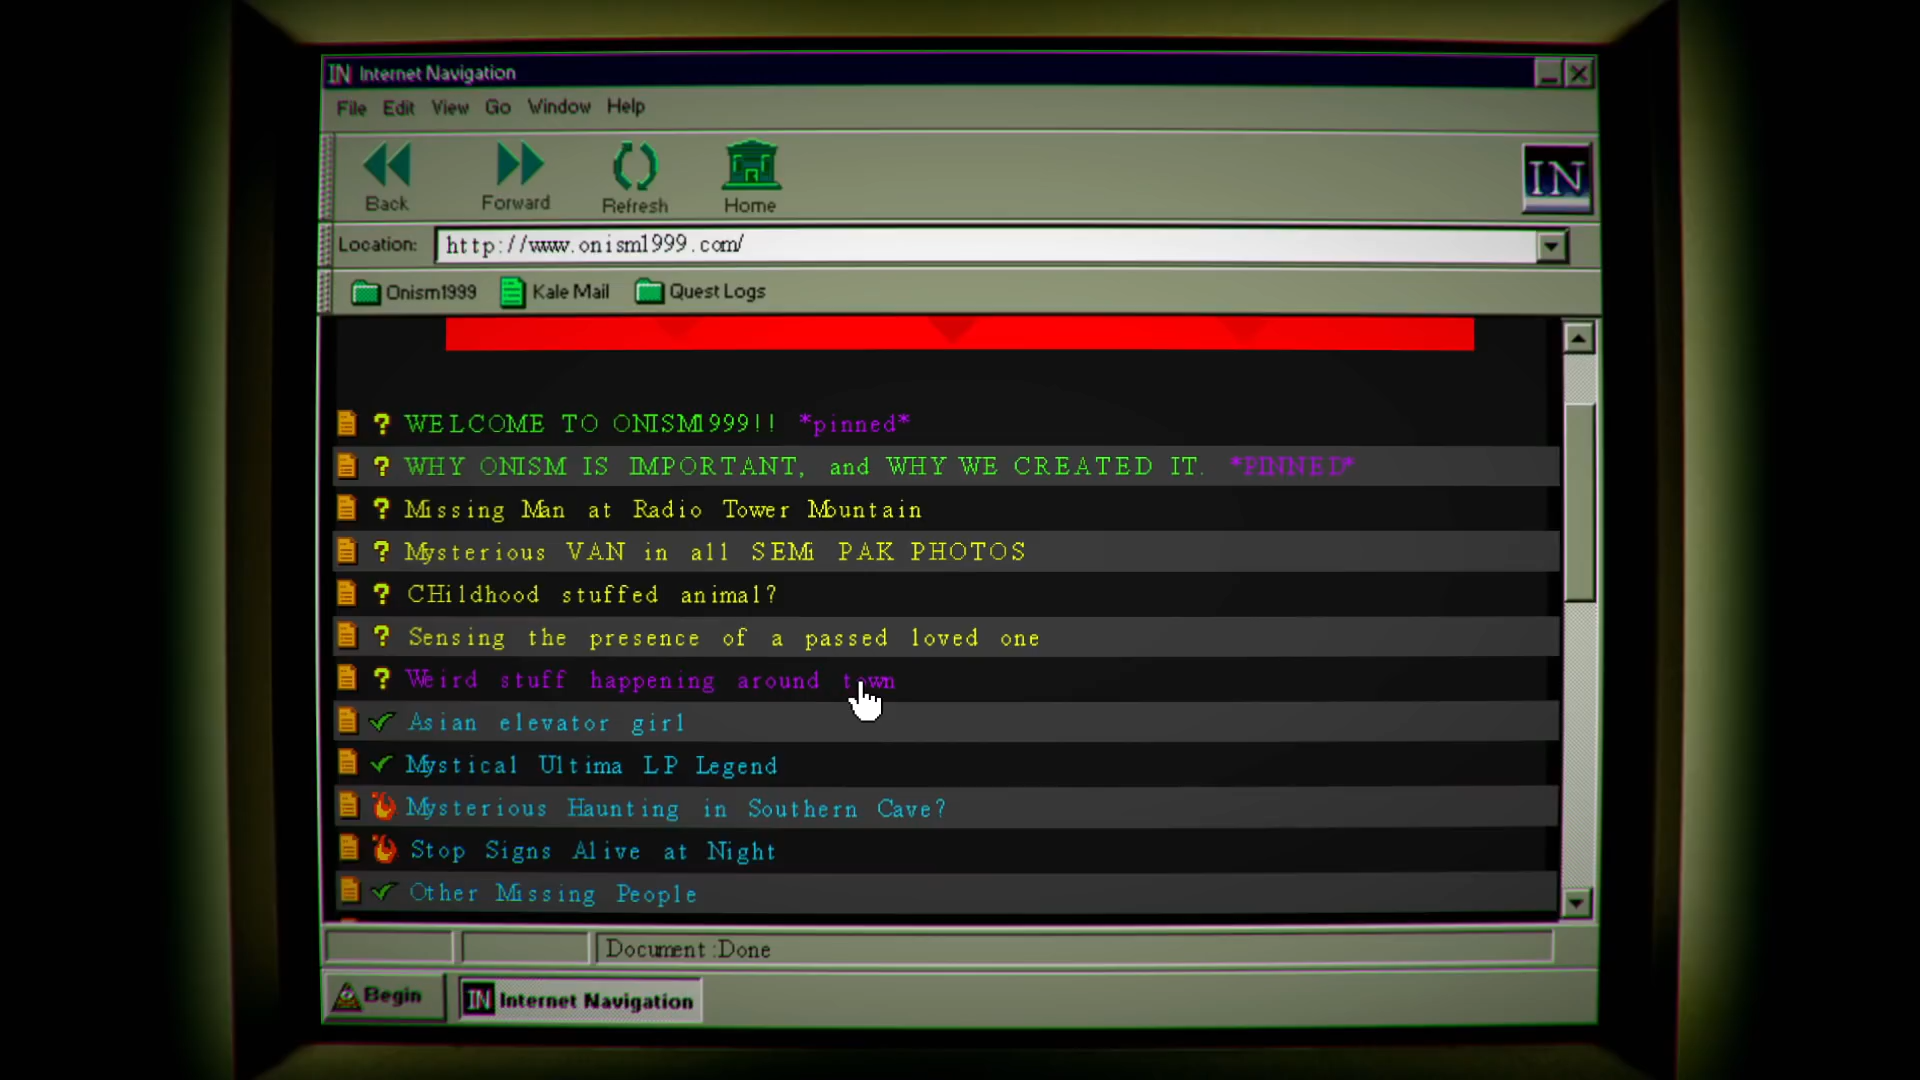 IN Internet Navigation
File Edit View Go Window Help
Back Forward Refresh Home
IN
Location: http://www.onism1999.com/
Onism1999 Kale Mail Quest Logs
WELCOME TO ONISM1999!! *pinned*
WHY ONISM IS IMPORTANT, and WHY WE CREATED IT. *PINNED*
Missing Man at Radio Tower Mountain
Mysterious VAN in all SEMi PAK PHOTOS
CHildhood stuffed animal?
Sensing the presence of a passed loved one
Weird stuff happening around town
Asian elevator girl
Mystical Ultima LP Legend
Mysterious Haunting in Southern Cave?
Stop Signs Alive at Night
Other Missing People
Document :Done
Begin IN Internet Navigation